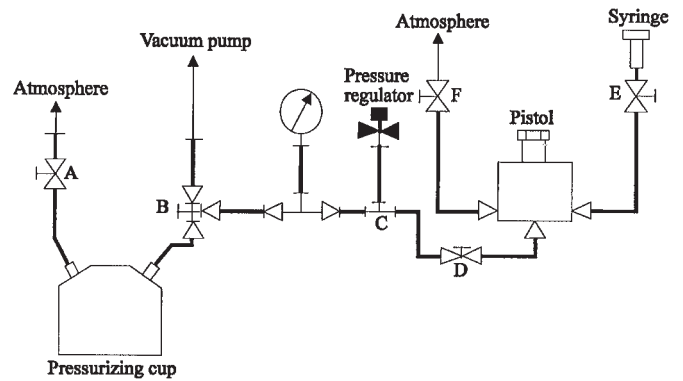 Atmosphere
Syringe
Vacuum pump
Pressure
regulator
F
E
Atmosphere
Pistol
A
B
C
D
Pressurizing cup